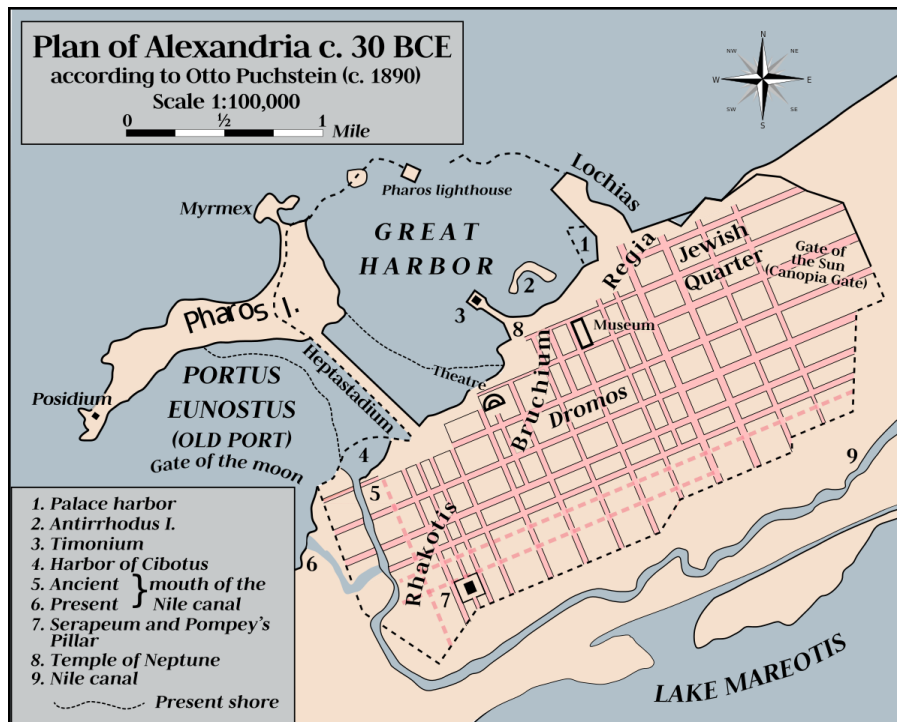 Plan of Alexandria c. 30 BCE
according to Otto Puchstein (c. 1890)
Scale 1:100,000
0 ½ 1
Mile
N
NW NE
W E
SW SE
S
Lochias
Pharos lighthouse
Myrmex
GREAT
HARBOR
1
Regia
Jewish
Quarter
Gate of
the Sun
(Canopia Gate)
2
3
8
Museum
Pharos I.
Heptastadium
Theatre
Bruchium
Dromos
PORTUS
EUNOSTUS
(OLD PORT)
Posidium
Gate of the moon
4
5
9
6
Rhakotis
7
LAKE MAREOTIS
1. Palace harbor
2. Antirrhodus I.
3. Timonium
4. Harbor of Cibotus
5. Ancient } mouth of the
6. Present Nile canal
7. Serapeum and Pompey's
Pillar
8. Temple of Neptune
9. Nile canal
Present shore